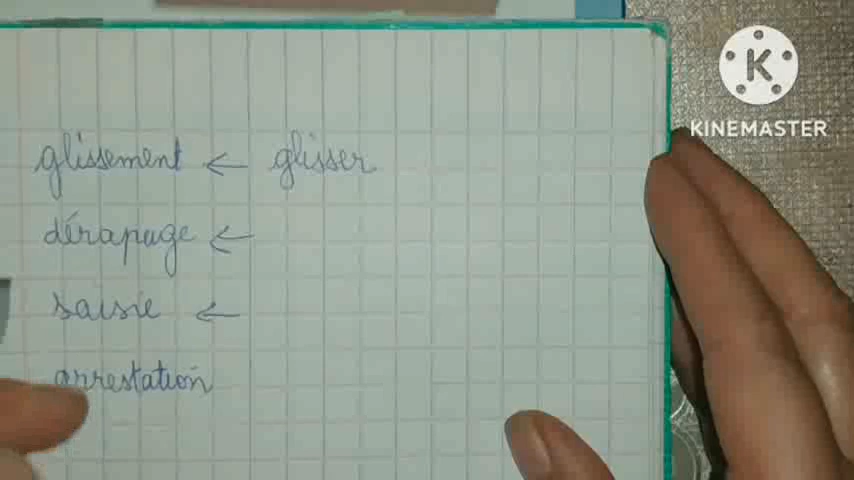 glissement ← glisser
dérapage ←
saisie ←
arrestation
K
KINEMASTER